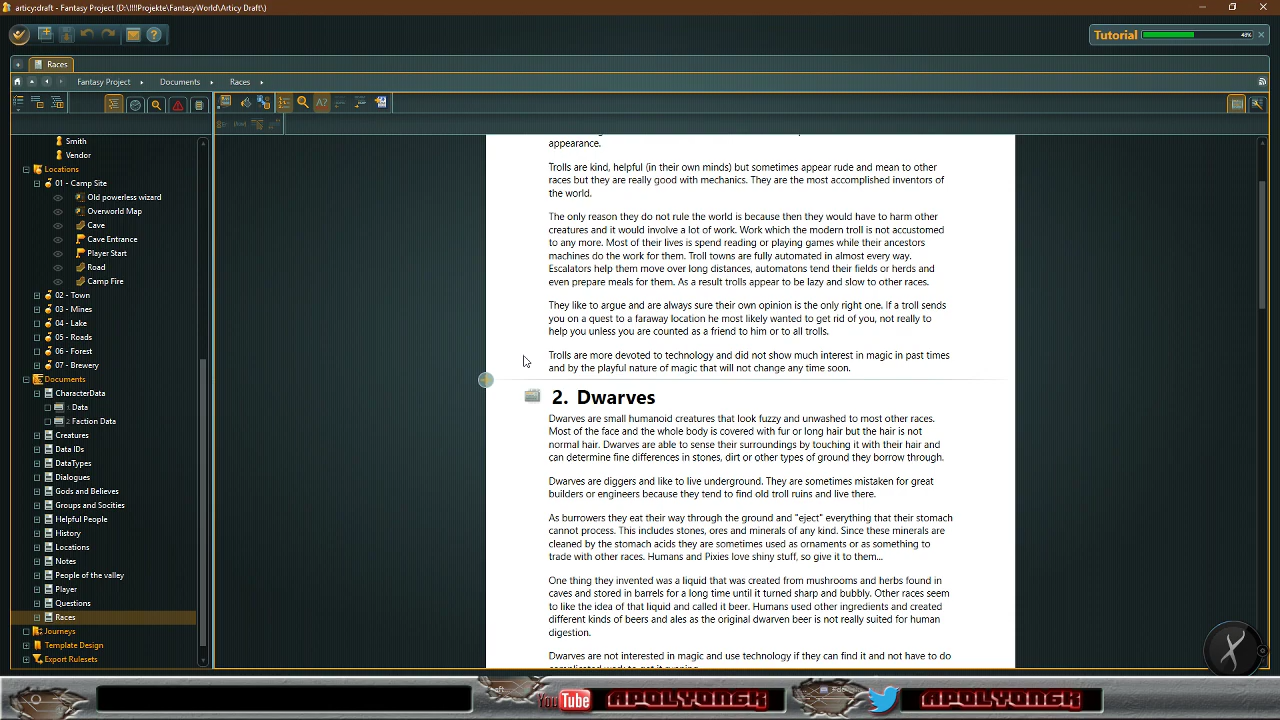 articy:draft - Fantasy Project (D:\!!!!Projekte\FantasyWorld\Articy Draft\)
Tutorial
Races
Fantasy Project
Documents
Races
Smith
Vendor
Locations
01 - Camp Site
Old powerless wizard
Overworld Map
Cave
Cave Entrance
Player Start
Road
Camp Fire
02 - Town
03 - Mines
04 - Lake
05 - Roads
06 - Forest
07 - Brewery
Documents
CharacterData
1 Data
2 Faction Data
Creatures
Data IDs
DataTypes
Dialogues
Gods and Believes
Groups and Socities
Helpful People
History
Locations
Notes
People of the valley
Player
Questions
Races
Journeys
Template Design
Export Rulesets
appearance.
Trolls are kind, helpful (in their own minds) but sometimes appear rude and mean to other
races but they are really good with mechanics. They are the most accomplished inventors of
the world.
The only reason they do not rule the world is because then they would have to harm other
creatures and it would involve a lot of work. Work which the modern troll is not accustomed
to any more. Most of their lives is spend reading or playing games while their ancestors
machines do the work for them. Troll towns are fully automated in almost every way.
Escalators help them move over long distances, automatons tend their fields or herds and
even prepare meals for them. As a result trolls appear to be lazy and slow to other races.
They like to argue and are always sure their own opinion is the only right one. If a troll sends
you on a quest to a faraway location he most likely wanted to get rid of you, not really to
help you unless you are counted as a friend to him or to all trolls.
Trolls are more devoted to technology and did not show much interest in magic in past times
and by the playful nature of magic that will not change any time soon.
2. Dwarves
Dwarves are small humanoid creatures that look fuzzy and unwashed to most other races.
Most of the face and the whole body is covered with fur or long hair but the hair is not
normal hair. Dwarves are able to sense their surroundings by touching it with their hair and
can determine fine differences in stones, dirt or other types of ground they borrow through.
Dwarves are diggers and like to live underground. They are sometimes mistaken for great
builders or engineers because they tend to find old troll ruins and live there.
As burrowers they eat their way through the ground and "eject" everything that their stomach
cannot process. This includes stones, ores and minerals of any kind. Since these minerals are
cleaned by the stomach acids they are sometimes used as ornaments or as something to
trade with other races. Humans and Pixies love shiny stuff, so give it to them...
One thing they invented was a liquid that was created from mushrooms and herbs found in
caves and stored in barrels for a long time until it turned sharp and bubbly. Other races seem
to like the idea of that liquid and called it beer. Humans used other ingredients and created
different kinds of beers and ales as the original dwarven beer is not really suited for human
digestion.
Dwarves are not interested in magic and use technology if they can find it and not have to do
YouTube
APOLYONGK
APOLYONGK